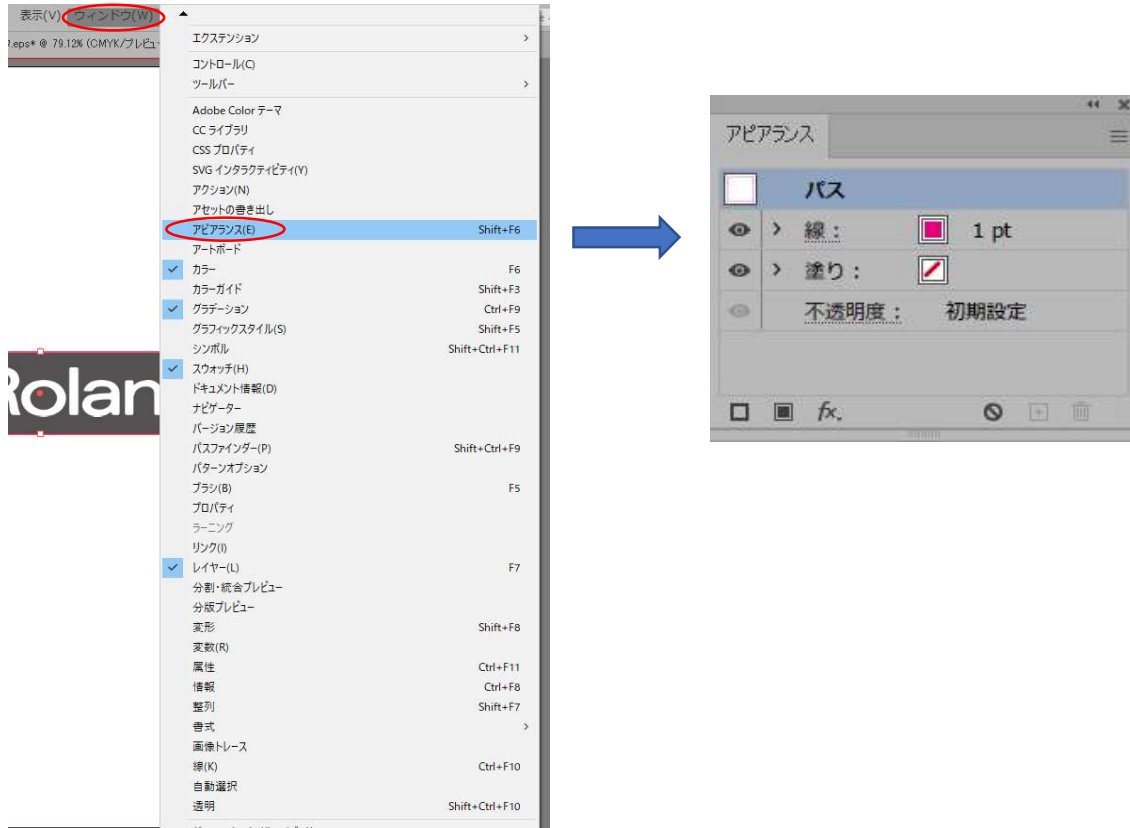 表示(V) ウィンドウ(W)
.eps* @ 79.12% (CMYK/プレビュー
エクステンション
コントロール(C)
ツールバー
Adobe Color テーマ
CC ライブラリ
CSS プロパティ
SVG インタラクティビティ(Y)
アクション(N)
アセットの書き出し
アピアランス(E) Shift+F6
アートボード
カラー F6
カラーガイド Shift+F3
グラデーション Ctrl+F9
グラフィックスタイル(S) Shift+F5
シンボル Shift+Ctrl+F11
スウォッチ(H)
ドキュメント情報(D)
ナビゲーター
バージョン履歴
パスファインダー(P) Shift+Ctrl+F9
パターンオプション
ブラシ(B) F5
プロパティ
ラーニング
リンク(I)
レイヤー(L) F7
分割・統合プレビュー
分版プレビュー
変形 Shift+F8
変数(R)
属性 Ctrl+F11
情報 Ctrl+F8
整列 Shift+F7
書式
画像トレース
線(K) Ctrl+F10
自動選択
透明 Shift+Ctrl+F10
Rolan
アピアランス
パス
線： 1 pt
塗り：
不透明度： 初期設定
fx.